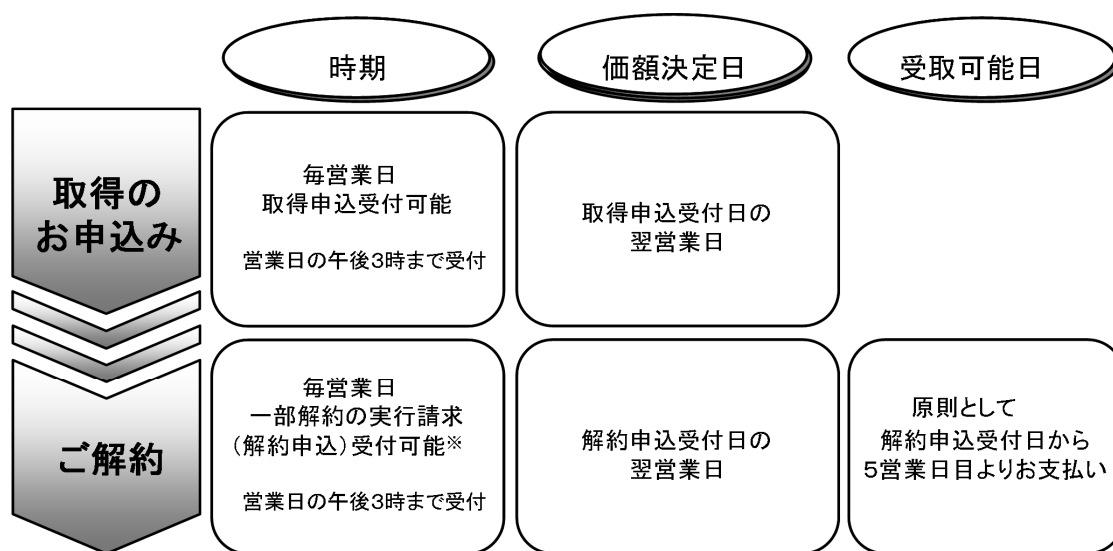 時期
価額決定日
受取可能日
取得の
お申込み
毎営業日
取得申込受付可能
営業日の午後3時まで受付
取得申込受付日の
翌営業日
ご解約
毎営業日
一部解約の実行請求
(解約申込)受付可能※
営業日の午後3時まで受付
解約申込受付日の
翌営業日
原則として
解約申込受付日から
5営業日目よりお支払い